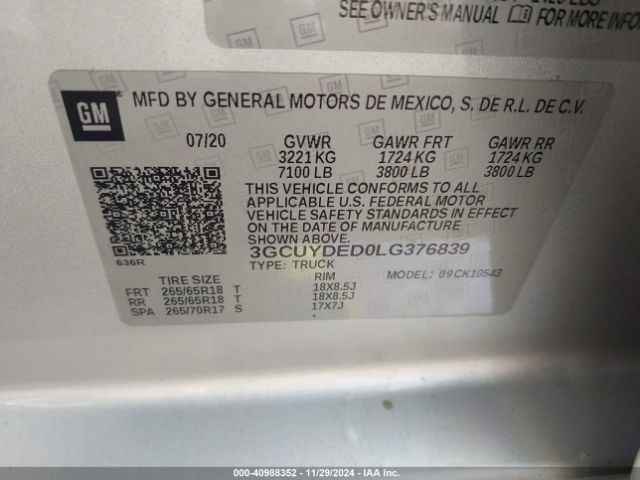 SEE OWNER'S MANUAL FOR MORE INFO
GM
MFD BY GENERAL MOTORS DE MEXICO, S. DE R.L. DE C.V.
07/20 GVWR GAWR FRT GAWR RR
3221 KG 1724 KG 1724 KG
7100 LB 3800 LB 3800 LB
THIS VEHICLE CONFORMS TO ALL
APPLICABLE U.S. FEDERAL MOTOR
VEHICLE SAFETY STANDARDS IN EFFECT
ON THE DATE OF MANUFACTURE
SHOWN ABOVE.
636R 3GCUYDED0LG376839
TYPE: TRUCK MODEL: 09CK10543
TIRE SIZE RIM
FRT 265/65R18 T 18X8.5J
RR 265/65R18 T 18X8.5J
SPA 265/70R17 S 17X7J
000-40988352 - 11/29/2024 - IAA Inc.